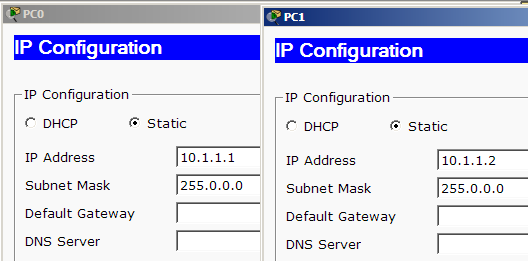 PC0
IP Configuration
IP Configuration
DHCP
Static
IP Address
10.1.1.1
Subnet Mask
255.0.0.0
Default Gateway
DNS Server
PC1
IP Configuration
IP Configuration
DHCP
Static
IP Address
10.1.1.2
Subnet Mask
255.0.0.0
Default Gateway
DNS Server